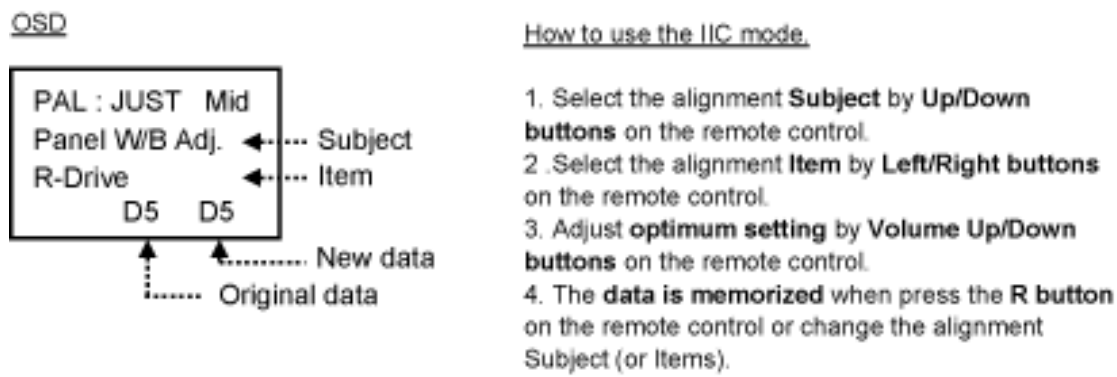 OSD
PAL : JUST Mid
Panel W/B Adj.
Subject
R-Drive
Item
D5 D5
New data
Original data
How to use the IIC mode.
1. Select the alignment Subject by Up/Down
buttons on the remote control.
2 .Select the alignment Item by Left/Right buttons
on the remote control.
3. Adjust optimum setting by Volume Up/Down
buttons on the remote control.
4. The data is memorized when press the R button
on the remote control or change the alignment
Subject (or Items).